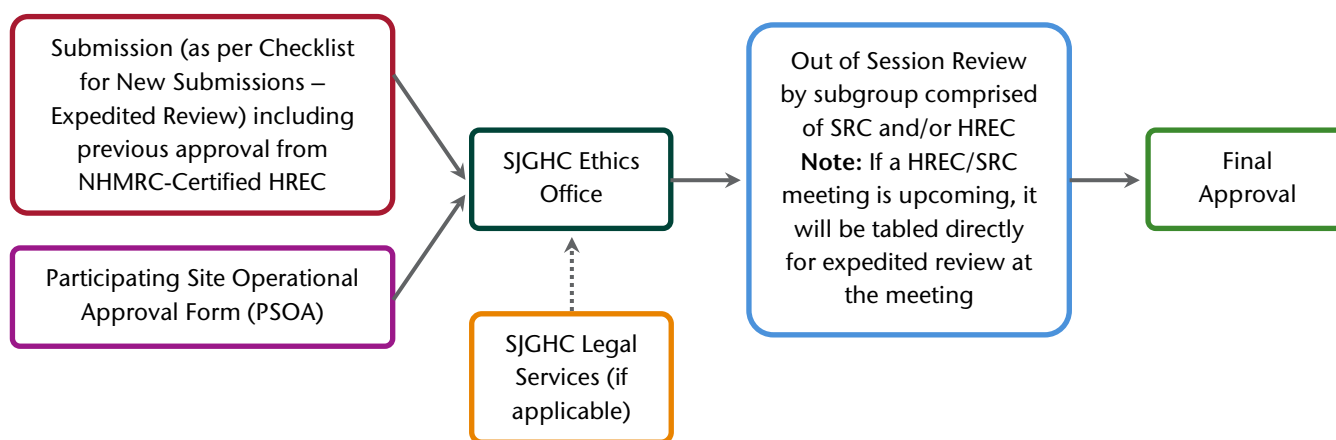 Submission (as per Checklist
for New Submissions –
Expedited Review) including
previous approval from
NHMRC-Certified HREC
Participating Site Operational
Approval Form (PSOA)
SJGHC Ethics
Office
SJGHC Legal
Services (if
applicable)
Out of Session Review
by subgroup comprised
of SRC and/or HREC
Note: If a HREC/SRC
meeting is upcoming, it
will be tabled directly
for expedited review at
the meeting
Final
Approval